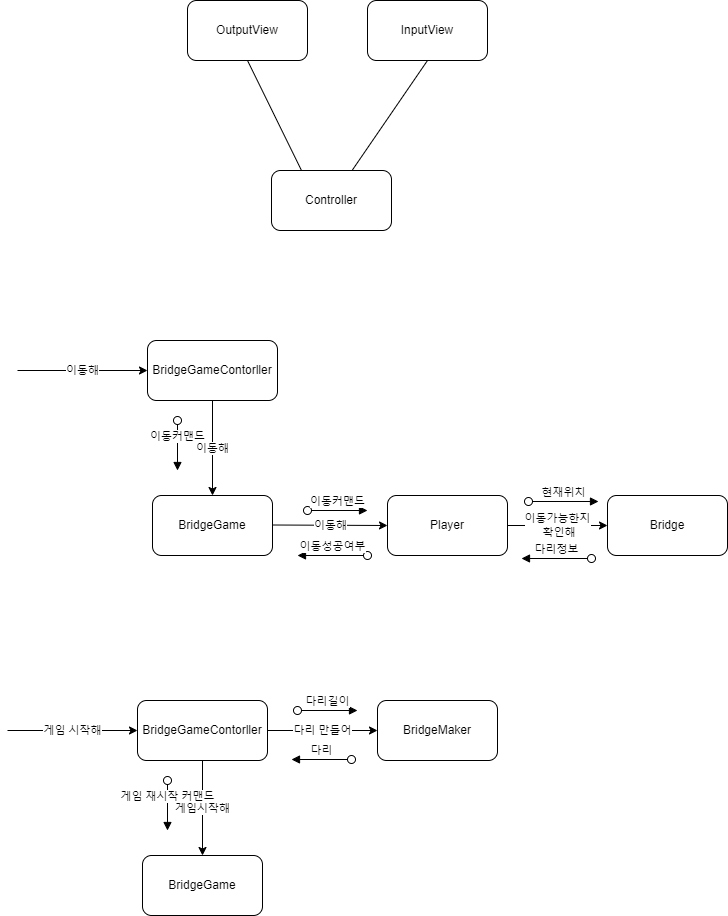 OutputView
InputView
Controller
이동해
BridgeGameContorller
이동커맨드
이동해
BridgeGame
이동커맨드
이동해
이동성공여부
Player
현재위치
이동가능한지
확인해
다리정보
Bridge
게임 시작해
BridgeGameContorller
다리길이
다리 만들어
다리
BridgeMaker
게임 재시작 커맨드
게임시작해
BridgeGame